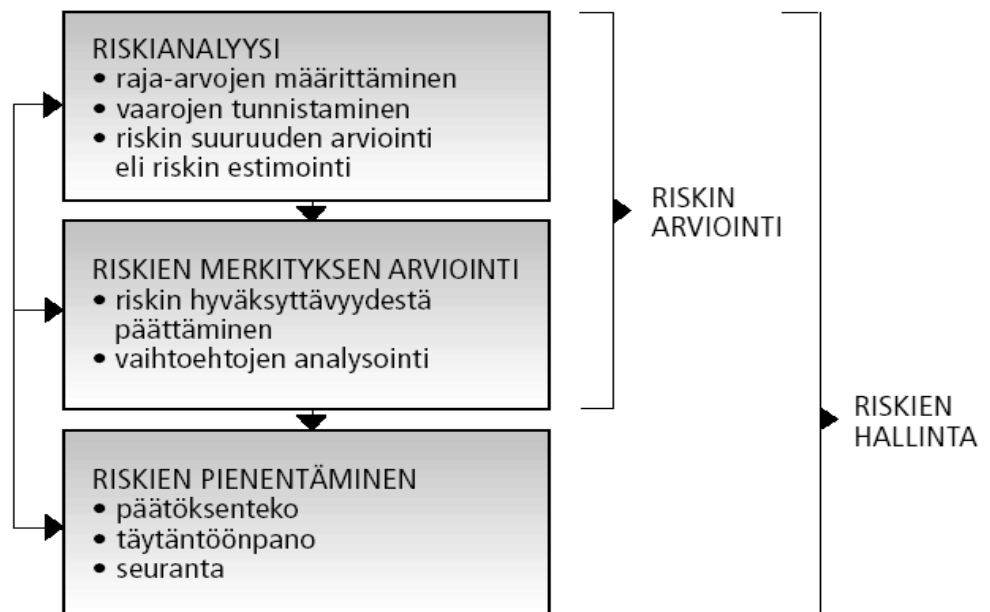 RISKIANALYYSI
• raja-arvojen määrittäminen
• vaarojen tunnistaminen
• riskin suuruuden arviointi
eli riskin estimointi
RISKIEN MERKITYKSEN ARVIOINTI
• riskin hyväksyttävyydestä
päättäminen
• vaihtoehtojen analysointi
RISKIEN PIENENTÄMINEN
• päätöksenteko
• täytäntöönpano
• seuranta
RISKIN
ARVIOINTI
RISKIEN
HALLINTA